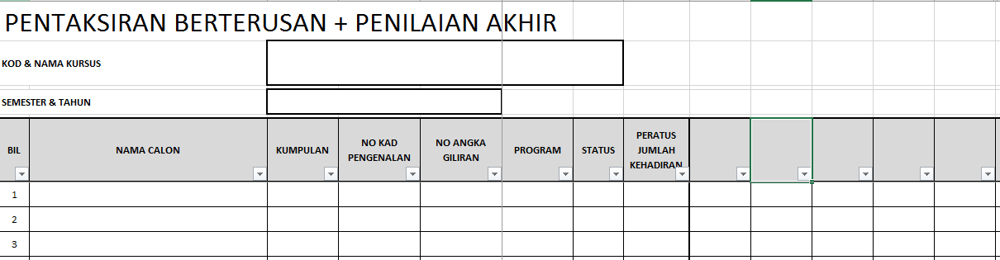 PENTAKSIRAN BERTERUSAN + PENILAIAN AKHIR
KOD & NAMA KURSUS
SEMESTER & TAHUN
BIL
NAMA CALON
KUMPULAN
NO KAD
PENGENALAN
NO ANGKA
GILIRAN
PROGRAM
STATUS
PERATUS
JUMLAH
KEHADIRAN
1
2
3